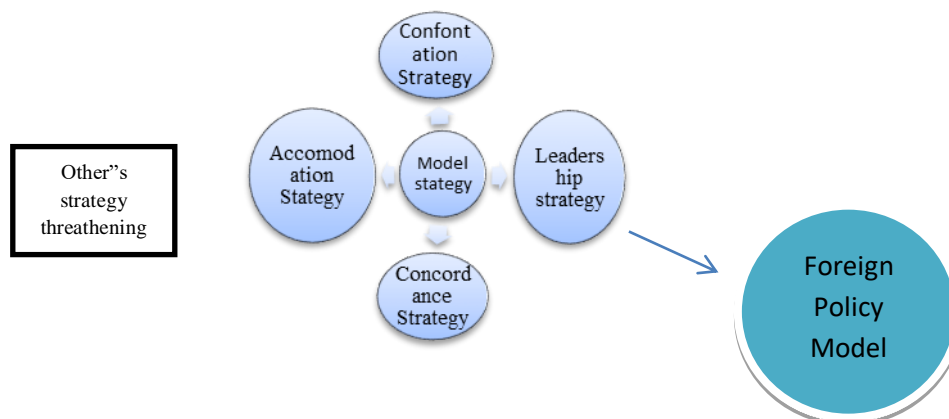 Confont
ation
Strategy
Other”s
strategy
threathening
Accomod
ation
Stategy
Model
stategy
Leaders
hip
strategy
Concord
ance
Strategy
Foreign
Policy
Model